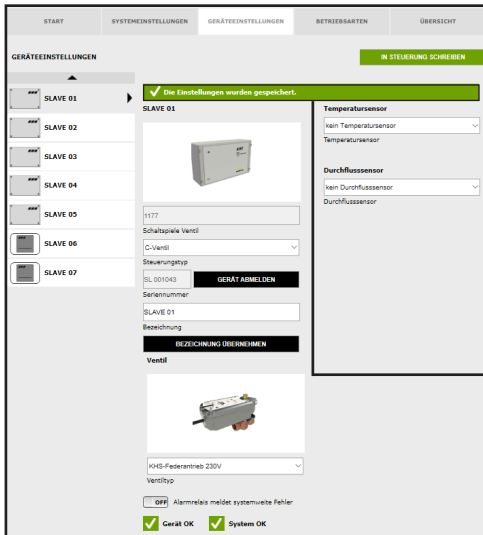 START SYSTEMEINSTELLUNGEN GERÄTEEINSTELLUNGEN BETRIEBSARTEN ÜBERSICHT
GERÄTEEINSTELLUNGEN
IN STEUERUNG SCHREIBEN
SLAVE 01
SLAVE 02
SLAVE 03
SLAVE 04
SLAVE 05
SLAVE 06
SLAVE 07
Die Einstellungen wurden gespeichert.
SLAVE 01
1177
Schaltspiele Ventil
C-Ventil
Steuerungstyp
SL 001043 GERÄT ABMELDEN
Seriennummer
SLAVE 01
Bezeichnung
BEZEICHNUNG ÜBERNEHMEN
Ventil
KHS-Federantrieb 230V
Ventiltyp
OFF Alarmrelais meldet systemweite Fehler
Gerät OK System OK
Temperatursensor
kein Temperatursensor
Temperatursensor
Durchflusssensor
kein Durchflusssensor
Durchflusssensor